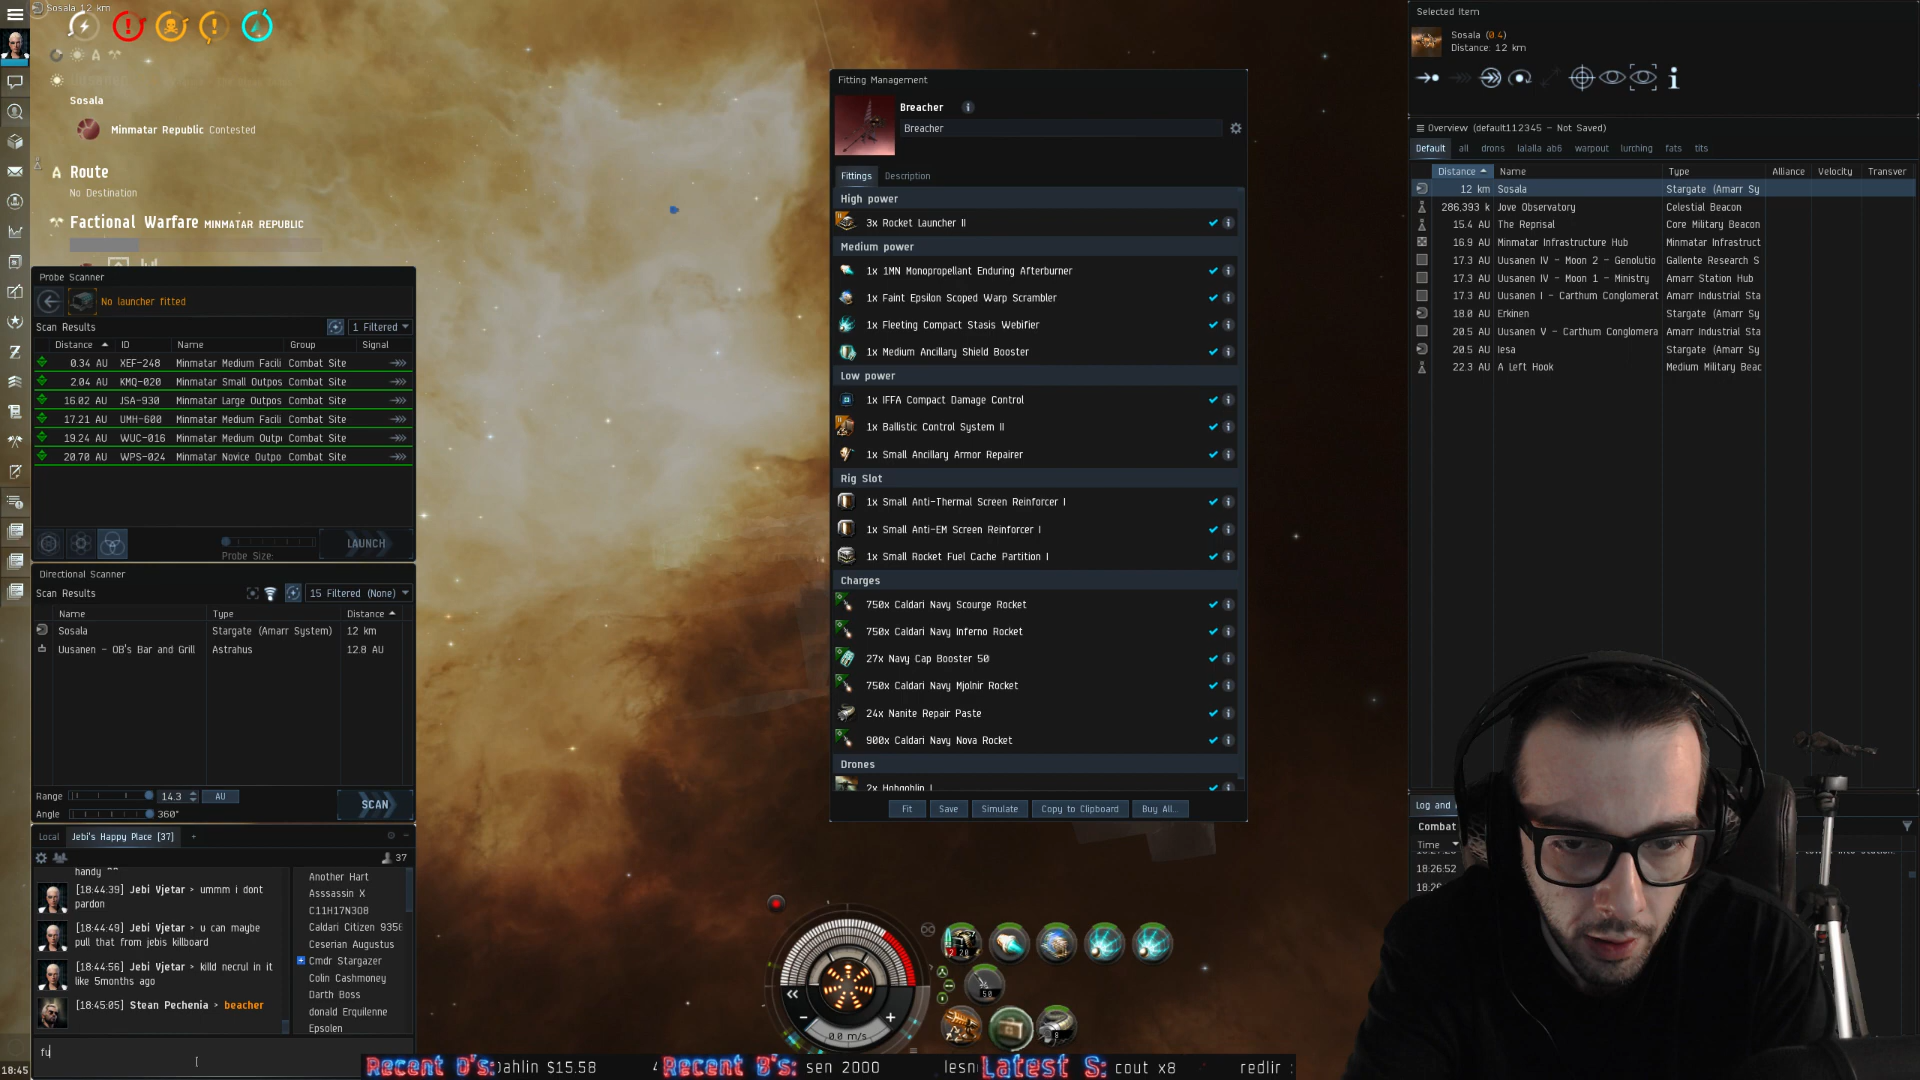 Sosala 12 km
Sosala
Minmatar Republic Contested
Route
No Destination
Factional Warfare MINMATAR REPUBLIC
Probe Scanner
No launcher fitted
Scan Results
1 Filtered
Distance ID Name Group Signal
0.34 AU XEF-248 Minmatar Medium Facili Combat Site
2.04 AU KMQ-020 Minmatar Small Outpos Combat Site
16.02 AU JSA-930 Minmatar Large Outpos Combat Site
17.21 AU UMH-600 Minmatar Medium Facili Combat Site
19.24 AU WUC-016 Minmatar Medium Outp Combat Site
20.70 AU WPS-024 Minmatar Novice Outpo Combat Site
Probe Size:
LAUNCH
Directional Scanner
Scan Results
15 Filtered (None)
Name Type Distance
Sosala Stargate (Amarr System) 12 km
Uusanen - OB's Bar and Grill Astrahus 12.8 AU
Range 14.3 AU
Angle 360°
SCAN
Local Jebi's Happy Place [37] +
37
handy ^^
[18:44:39] Jebi Vjetar > ummm i dont
pardon
[18:44:49] Jebi Vjetar > u can maybe
pull that from jebis killboard
[18:44:56] Jebi Vjetar > killd necrul in it
like 5months ago
[18:45:05] Stean Pechenia > beacher
Another Hart
Asssassin X
C11H17NO3
Caldari Citizen 9356
Ceserian Augustus
Cmdr Stargazer
Colin Cashmoney
Darth Boss
donald Erquilenne
Epsolen
fu
18:45
Fitting Management
Breacher
Breacher
Fittings Description
High power
3x Rocket Launcher II
Medium power
1x 1MN Monopropellant Enduring Afterburner
1x Faint Epsilon Scoped Warp Scrambler
1x Fleeting Compact Stasis Webifier
1x Medium Ancillary Shield Booster
Low power
1x IFFA Compact Damage Control
1x Ballistic Control System II
1x Small Ancillary Armor Repairer
Rig Slot
1x Small Anti-Thermal Screen Reinforcer I
1x Small Anti-EM Screen Reinforcer I
1x Small Rocket Fuel Cache Partition I
Charges
750x Caldari Navy Scourge Rocket
750x Caldari Navy Inferno Rocket
27x Navy Cap Booster 50
750x Caldari Navy Mjolnir Rocket
24x Nanite Repair Paste
900x Caldari Navy Nova Rocket
Drones
2x Hobgoblin I
Fit Save Simulate Copy to Clipboard Buy All..
0.0 m/s
Recent D's: ahlin $15.58
Recent B's: sen 2000
lesn
Latest S: cout x8
redlir
Selected Item
Sosala (0.4)
Distance: 12 km
Overview (default112345 - Not Saved)
Default all drons lalalla ab6 warpout lurching fats tits
Distance Name Type Alliance Velocity Transver
12 km Sosala Stargate (Amarr Sy
286,393 k Jove Observatory Celestial Beacon
15.4 AU The Reprisal Core Military Beacon
16.9 AU Minmatar Infrastructure Hub Minmatar Infrastruct
17.3 AU Uusanen IV - Moon 2 - Genolutio Gallente Research S
17.3 AU Uusanen IV - Moon 1 - Ministry Amarr Station Hub
17.3 AU Uusanen I - Carthum Conglomerat Amarr Industrial Sta
18.0 AU Erkinen Stargate (Amarr Sy
20.5 AU Uusanen V - Carthum Conglomera Amarr Industrial Sta
20.5 AU Iesa Stargate (Amarr Sy
22.3 AU A Left Hook Medium Military Beac
Log and
Combat
Time
18:26:52